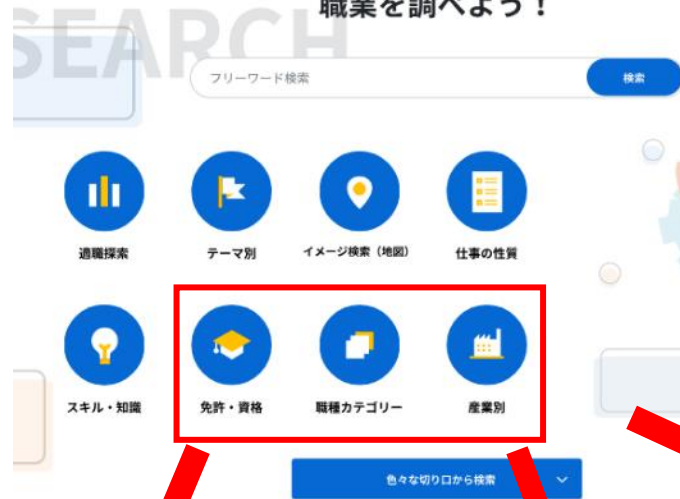 SEARCH
職業を調べよう！
フリーワード検索
検索
適職探索
テーマ別
イメージ検索（地図）
仕事の性質
スキル・知識
免許・資格
職種カテゴリー
産業別
色々な切り口から検索